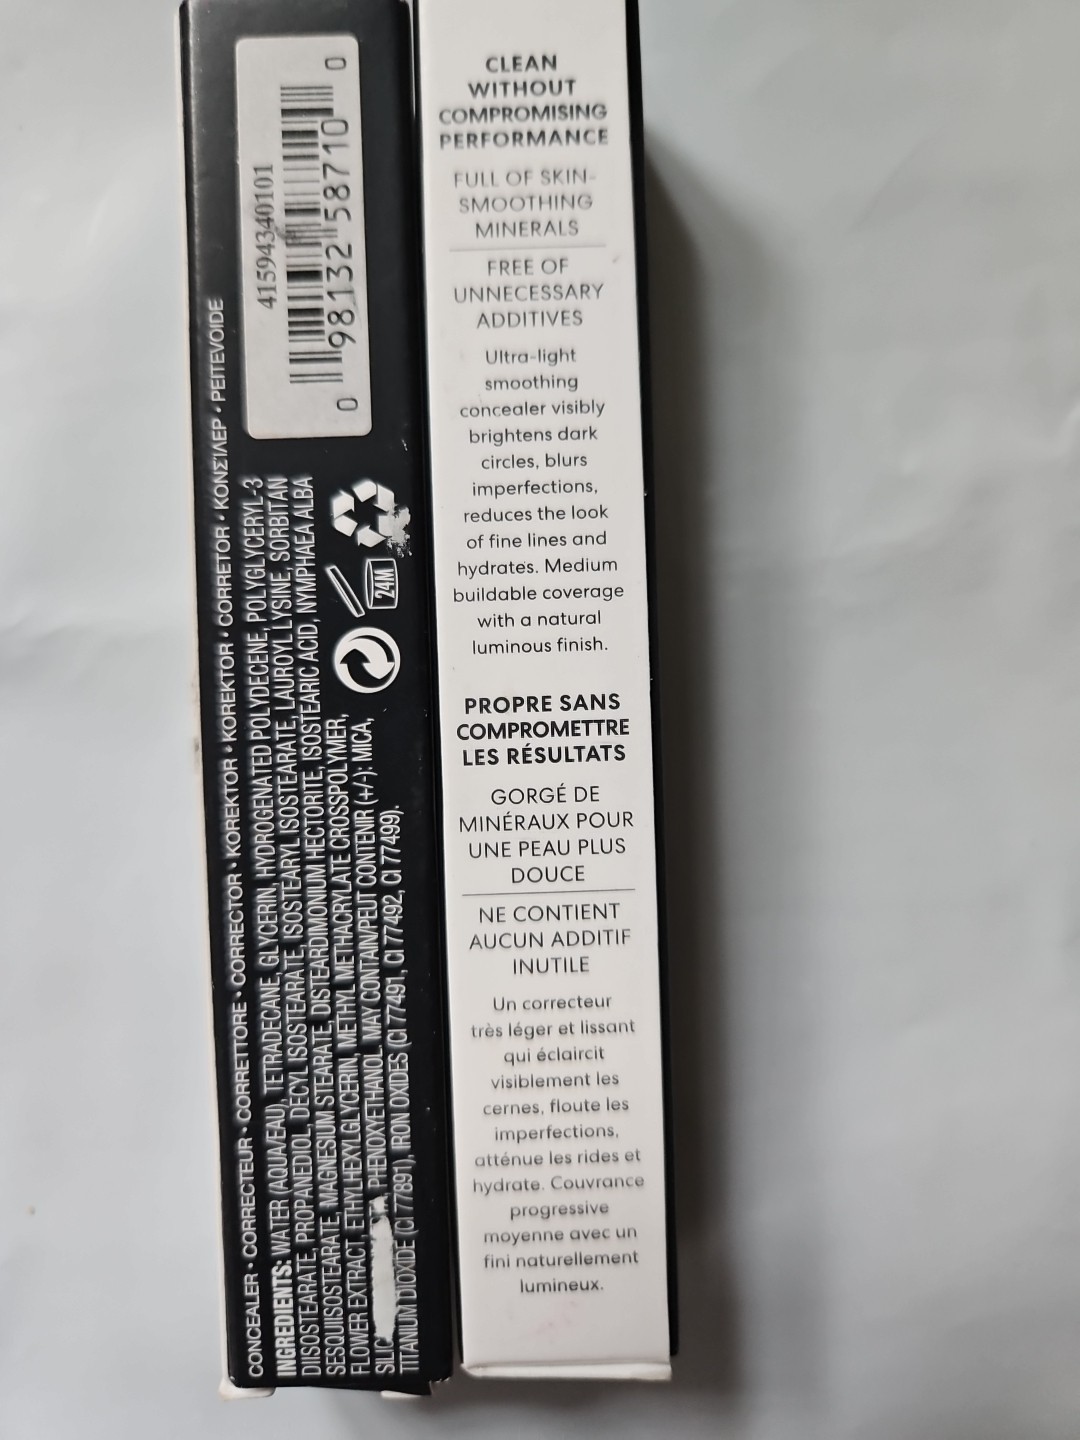 CONCEALER • CORRECTEUR • CORRETTORE • CORRECTOR • KOREKTOR • KOREKTOR • CORRETOR • KOREKTOR • ΚΟΝΣΊΛΕΡ • PEITEVOIDE
INGREDIENTS: WATER (AQUA/EAU), TETRADECANE, GLYCERIN, HYDROGENATED POLYDECENE, POLYGLYCERYL-3
DIISOSTEARATE, PROPANEDIOL, DECYL ISOSTEARATE, ISOSTEARYL ISOSTEARATE, LAUROYL LYSINE, SORBITAN
SESQUIISOSTEARATE, MAGNESIUM STEARATE, DISTEARDIMONIUM HECTORITE, ISOSTEARIC ACID, NYMPHAEA ALBA
FLOWER EXTRACT, ETHYLHEXYLGLYCERIN, METHYL METHACRYLATE CROSSPOLYMER,
PHENOXYETHANOL. MAY CONTAIN/PEUT CONTENIR (+/-): MICA,
TITANIUM DIOXIDE (CI 77891), IRON OXIDES (CI 77491, CI 77492, CI 77499).
24M
41594340101
0 98132 58710 0
CLEAN
WITHOUT
COMPROMISING
PERFORMANCE
FULL OF SKIN-
SMOOTHING
MINERALS
FREE OF
UNNECESSARY
ADDITIVES
Ultra-light
smoothing
concealer visibly
brightens dark
circles, blurs
imperfections,
reduces the look
of fine lines and
hydrates. Medium
buildable coverage
with a natural
luminous finish.
PROPRE SANS
COMPROMETTRE
LES RÉSULTATS
GORGÉ DE
MINÉRAUX POUR
UNE PEAU PLUS
DOUCE
NE CONTIENT
AUCUN ADDITIF
INUTILE
Un correcteur
très léger et lissant
qui éclaircit
visiblement les
cernes, floute les
imperfections,
atténue les rides et
hydrate. Couvrance
progressive
moyenne avec un
fini naturellement
lumineux.